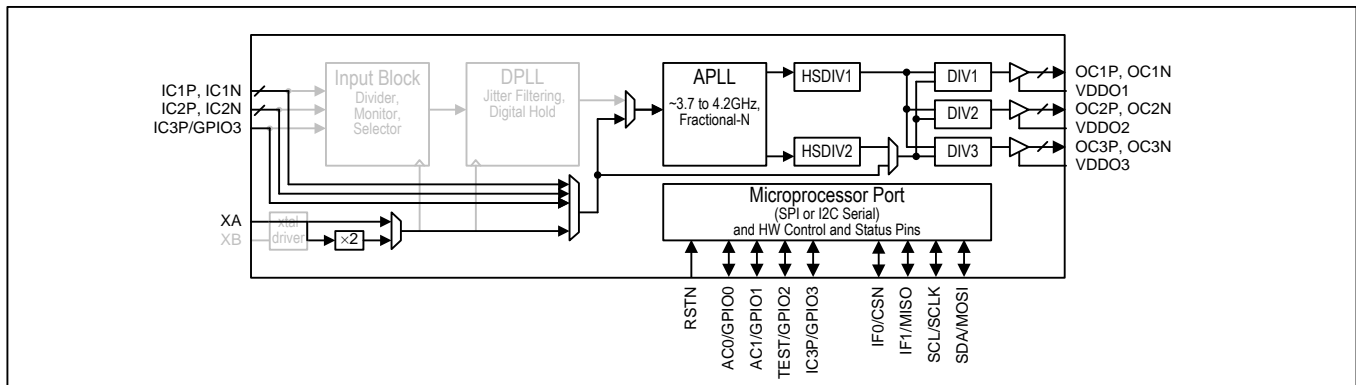 IC1P, IC1N
IC2P, IC2N
IC3P/GPIO3
XA
XB
Input Block
Divider,
Monitor,
Selector
DPLL
Jitter Filtering,
Digital Hold
xtal
driver
×2
APLL
~3.7 to 4.2GHz,
Fractional-N
HSDIV1
HSDIV2
DIV1
DIV2
DIV3
OC1P, OC1N
VDDO1
OC2P, OC2N
VDDO2
OC3P, OC3N
VDDO3
Microprocessor Port
(SPI or I2C Serial)
and HW Control and Status Pins
RSTN
AC0/GPIO0
AC1/GPIO1
TEST/GPIO2
IC3P/GPIO3
IF0/CSN
IF1/MISO
SCL/SCLK
SDA/MOSI